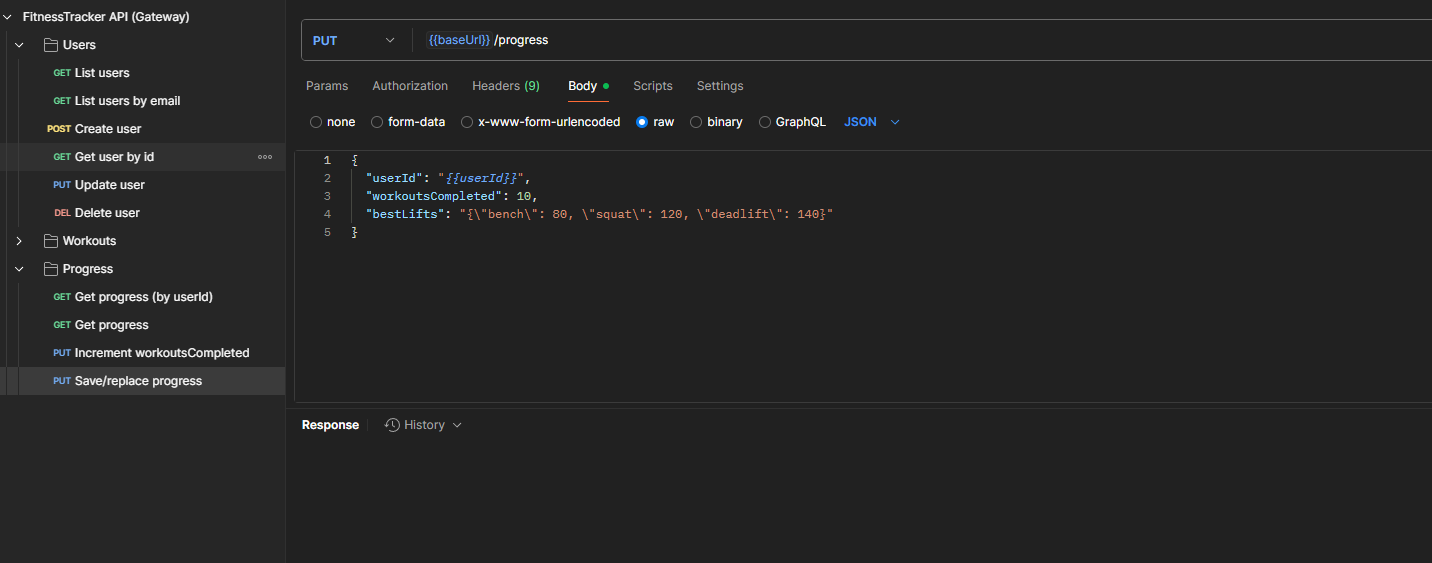 FitnessTracker API (Gateway)
Users
GET List users
GET List users by email
POST Create user
GET Get user by id
PUT Update user
DEL Delete user
Workouts
Progress
GET Get progress (by userId)
GET Get progress
PUT Increment workoutsCompleted
PUT Save/replace progress
PUT {{baseUrl}} /progress
Params Authorization Headers (9) Body Scripts Settings
none form-data x-www-form-urlencoded raw binary GraphQL JSON
1 {
2 "userId": "{{userId}}",
3 "workoutsCompleted": 10,
4 "bestLifts": "{\"bench\": 80, \"squat\": 120, \"deadlift\": 140}"
5 }
Response History